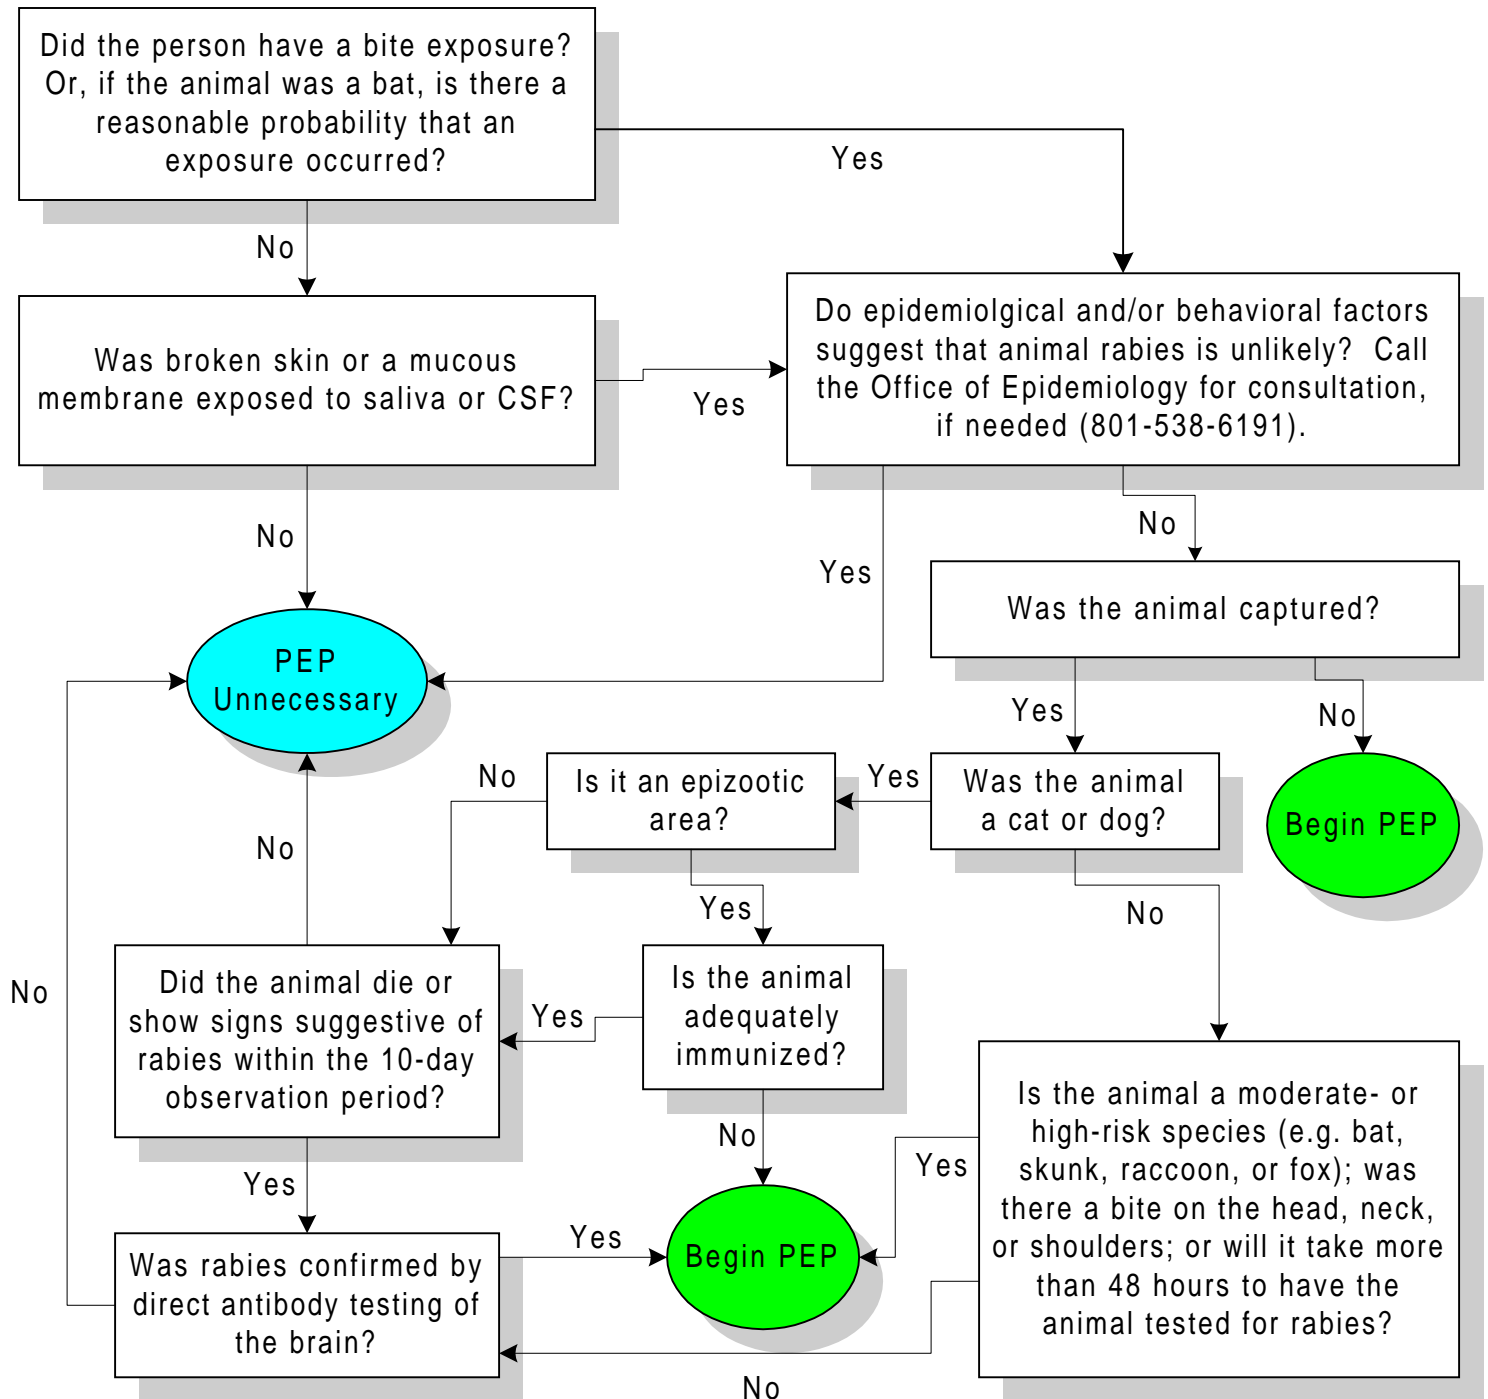 Did the person have a bite exposure?
Or, if the animal was a bat, is there a
reasonable probability that an
exposure occurred?
Yes
No
Was broken skin or a mucous
membrane exposed to saliva or CSF?
Yes
Do epidemiolgical and/or behavioral factors
suggest that animal rabies is unlikely?  Call
the Office of Epidemiology for consultation,
if needed (801-538-6191).
No
No
Yes
Was the animal captured?
PEP
Unnecessary
Yes
No
Is it an epizootic
area?
No
Yes
Was the animal
a cat or dog?
Begin PEP
No
Yes
No
Did the animal die or
show signs suggestive of
rabies within the 10-day
observation period?
No
Yes
Is the animal
adequately
immunized?
Is the animal a moderate- or
high-risk species (e.g. bat,
skunk, raccoon, or fox); was
there a bite on the head, neck,
or shoulders; or will it take more
than 48 hours to have the
animal tested for rabies?
No
Yes
Yes
Was rabies confirmed by
direct antibody testing of
the brain?
Yes
Begin PEP
No